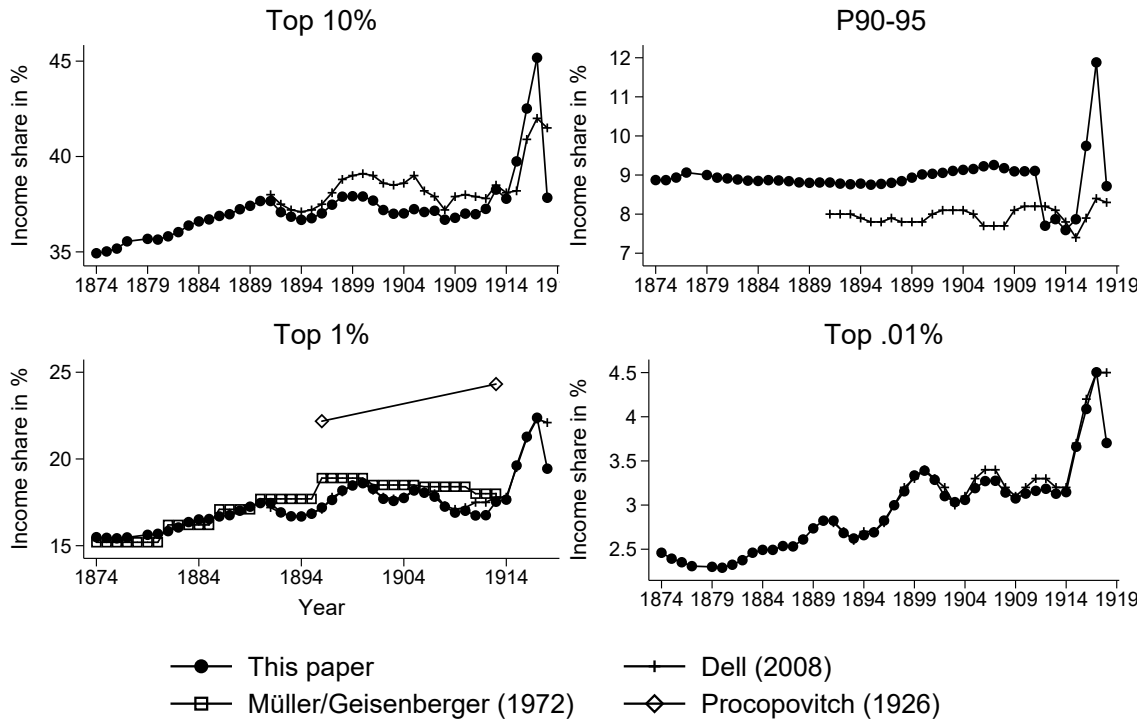 Top 10%
Income share in %
45
40
35
1874 1879 1884 1889 1894 1899 1904 1909 1914 19
P90-95
Income share in %
12
11
10
9
8
7
1874 1879 1884 1889 1894 1899 1904 1909 1914 1919
Top 1%
Income share in %
25
20
15
1874 1884 1894 1904 1914
Year
Top .01%
Income share in %
4.5
4
3.5
3
2.5
1874 1879 1884 1889 1894 1899 1904 1909 1914 1919
This paper
Dell (2008)
Müller/Geisenberger (1972)
Procopovitch (1926)